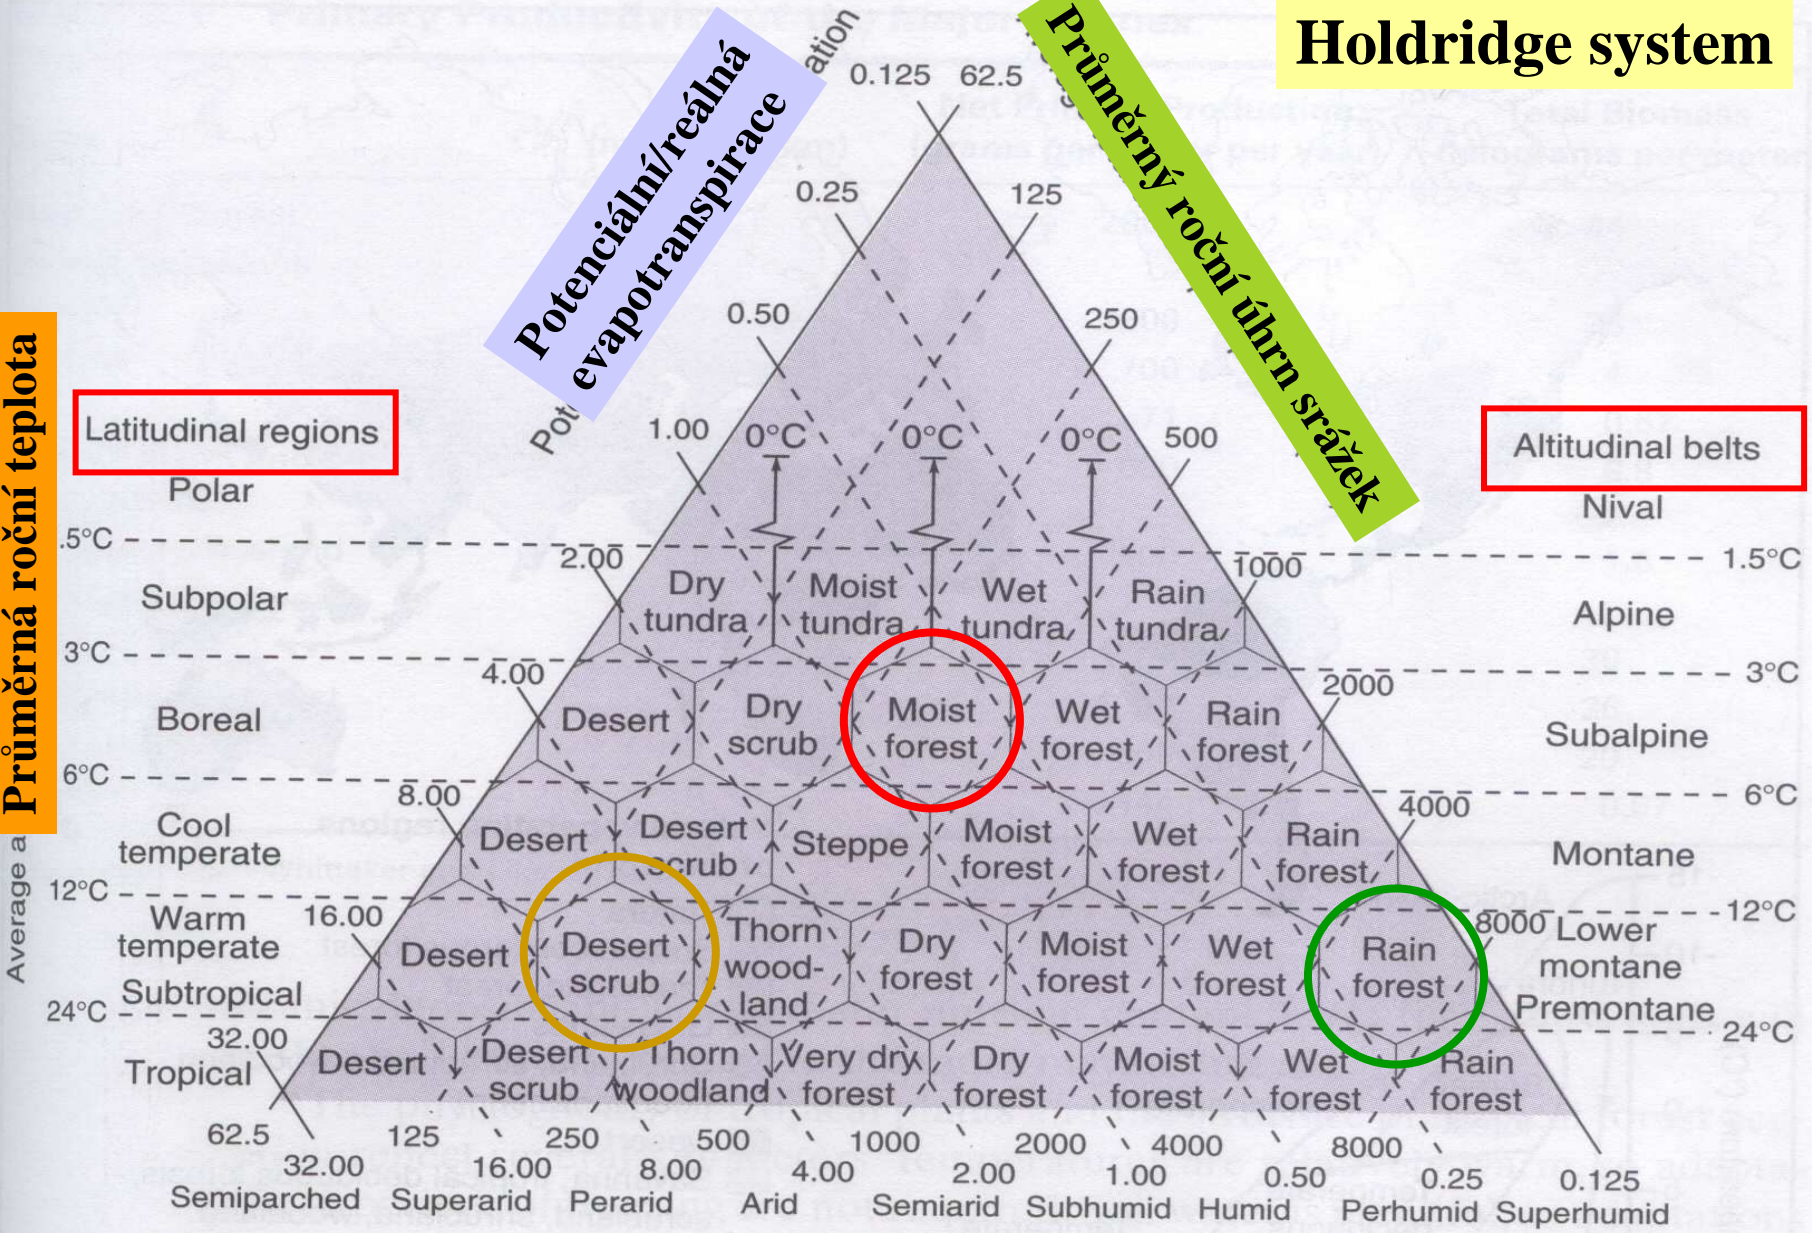 Holdridge system
Potenciální/reálná
evapotranspirace
ation
Pot
Průměrný roční úhrn srážek
Průměrná roční teplota
Average a
Latitudinal regions
Altitudinal belts
0.125 62.5
0.25 125
0.50 250
1.00 0°C 0°C 0°C 500
Polar Nival
.5°C 1.5°C
2.00 1000
Subpolar Alpine
Dry tundra
Moist tundra
Wet tundra
Rain tundra
3°C 3°C
4.00 2000
Boreal Subalpine
Desert
Dry scrub
Moist forest
Wet forest
Rain forest
6°C 6°C
8.00 4000
Cool temperate
Montane
Desert
Desert scrub
Steppe
Moist forest
Wet forest
Rain forest
12°C 12°C
16.00 8000
Warm temperate
Subtropical
Lower montane
Premontane
Desert
Desert scrub
Thorn wood-
land
Dry forest
Moist forest
Wet forest
Rain forest
24°C 24°C
32.00
Tropical
Desert
Desert scrub
Thorn woodland
Very dry forest
Dry forest
Moist forest
Wet forest
Rain forest
62.5 125 250 500 1000 2000 4000 8000
32.00 16.00 8.00 4.00 2.00 1.00 0.50 0.25 0.125
Semiparched Superarid Perarid Arid Semiarid Subhumid Humid Perhumid Superhumid